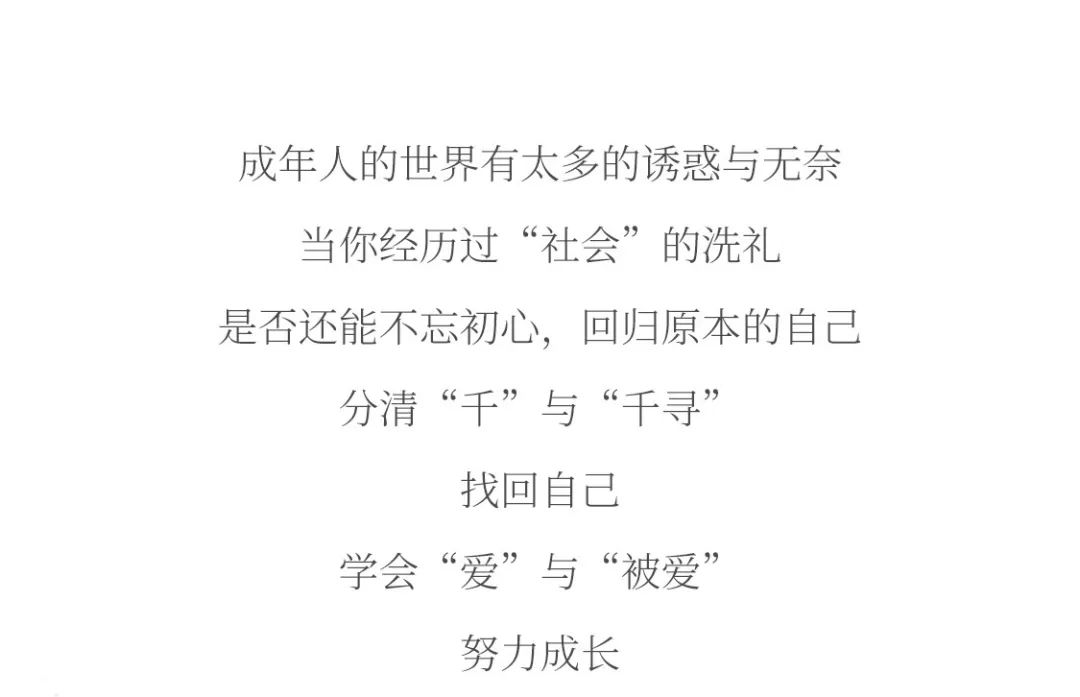 成年人的世界有太多的诱惑与无奈
当你经历过“社会”的洗礼
是否还能不忘初心，回归原本的自己
分清“千”与“千寻”
找回自己
学会“爱”与“被爱”
努力成长